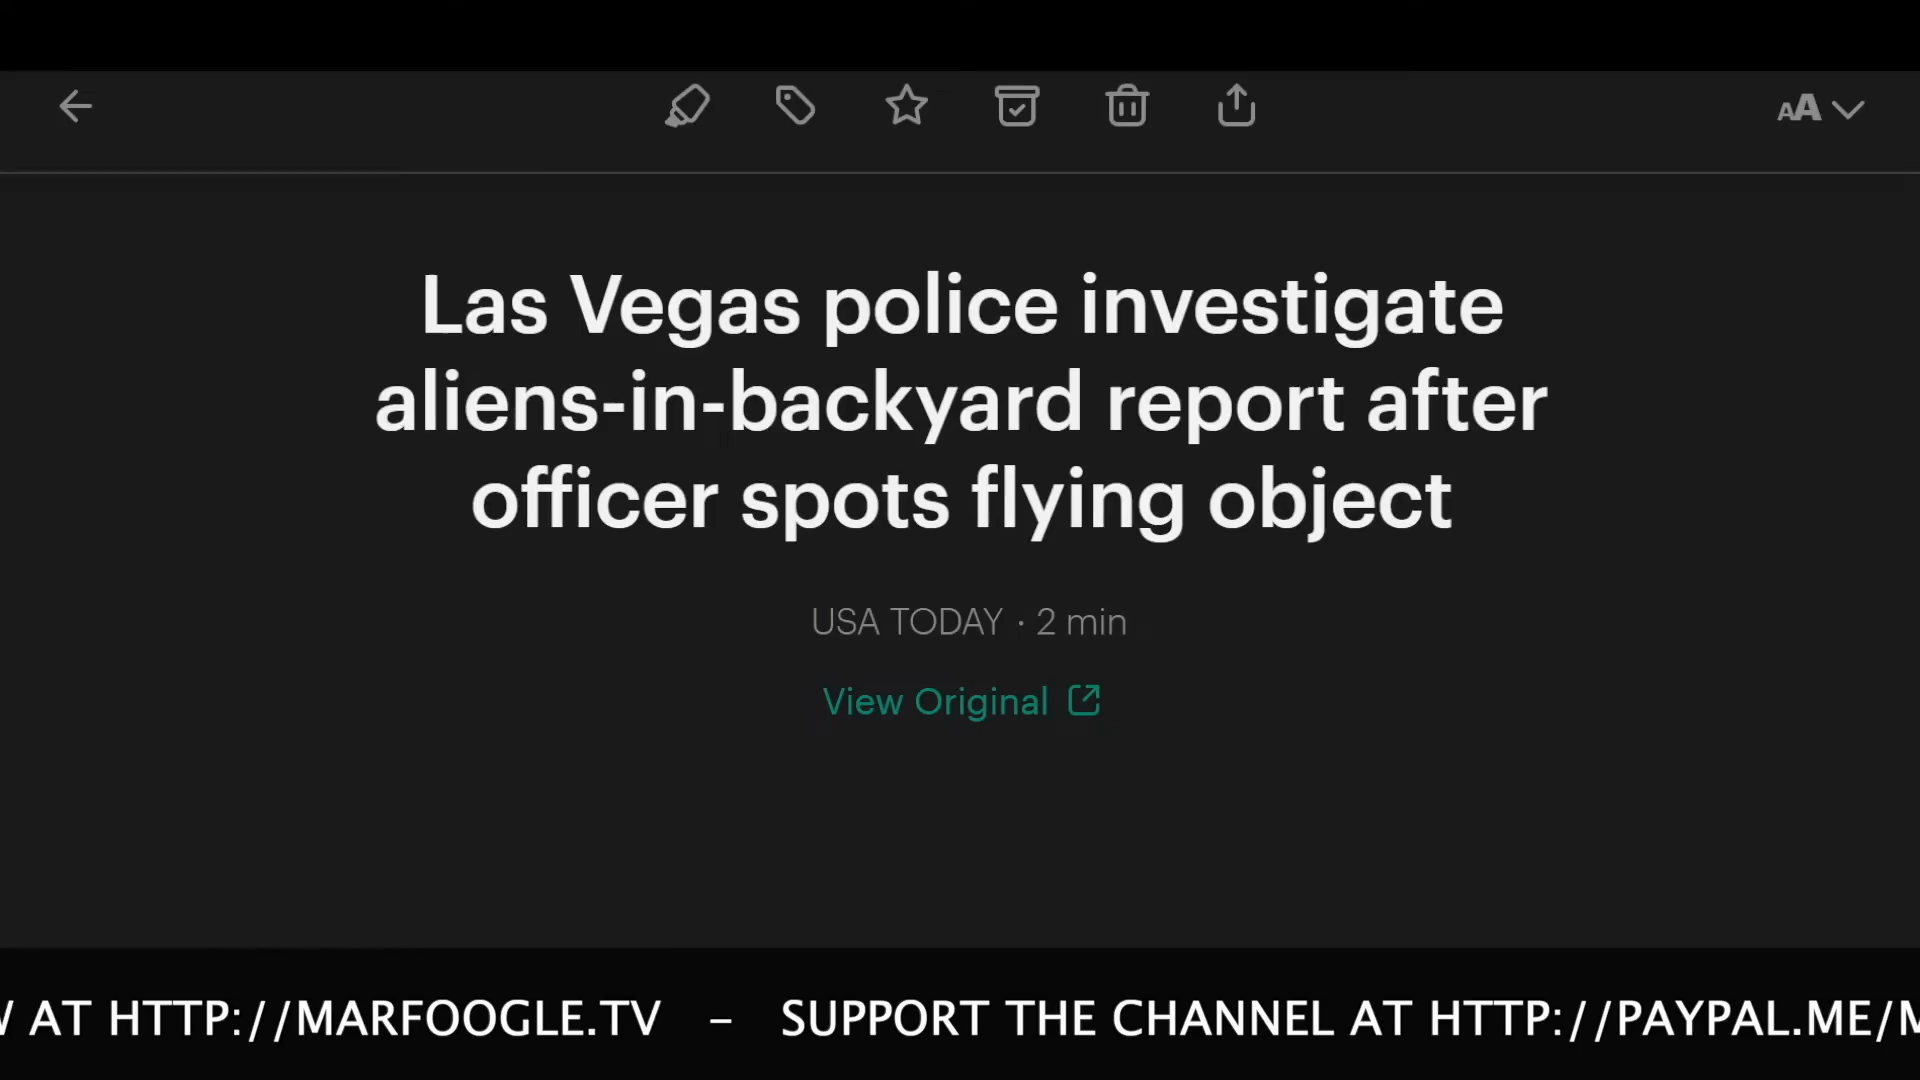 AA
Las Vegas police investigate
aliens-in-backyard report after
officer spots flying object
USA TODAY · 2 min
View Original
AT HTTP://MARFOOGLE.TV – SUPPORT THE CHANNEL AT HTTP://PAYPAL.ME/M